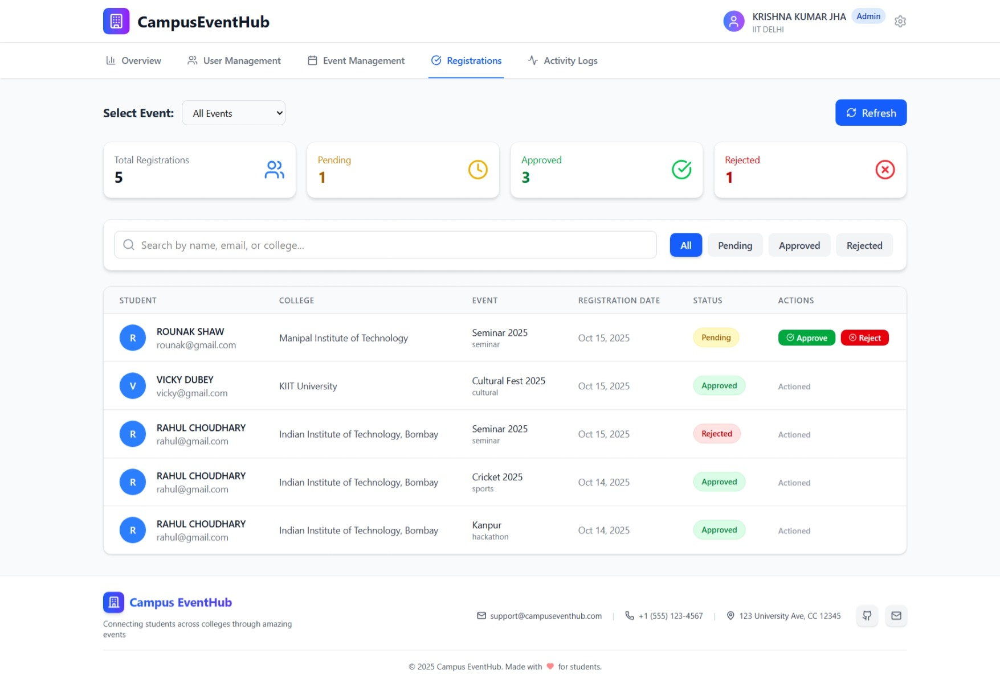 CampusEventHub
KRISHNA KUMAR JHA Admin
IIT DELHI
Overview User Management Event Management Registrations Activity Logs
Select Event: All Events Refresh
Total Registrations
5
Pending
1
Approved
3
Rejected
1
Search by name, email, or college... All Pending Approved Rejected
STUDENT COLLEGE EVENT REGISTRATION DATE STATUS ACTIONS
R ROUNAK SHAW
rounak@gmail.com
Manipal Institute of Technology
Seminar 2025
seminar
Oct 15, 2025 Pending Approve Reject
V VICKY DUBEY
vicky@gmail.com
KIIT University
Cultural Fest 2025
cultural
Oct 15, 2025 Approved Actioned
R RAHUL CHOUDHARY
rahul@gmail.com
Indian Institute of Technology, Bombay
Seminar 2025
seminar
Oct 15, 2025 Rejected Actioned
R RAHUL CHOUDHARY
rahul@gmail.com
Indian Institute of Technology, Bombay
Cricket 2025
sports
Oct 14, 2025 Approved Actioned
R RAHUL CHOUDHARY
rahul@gmail.com
Indian Institute of Technology, Bombay
Kanpur
hackathon
Oct 14, 2025 Approved Actioned
Campus EventHub
Connecting students across colleges through amazing
events
support@campuseventhub.com | +1 (555) 123-4567 | 123 University Ave, CC 12345
© 2025 Campus EventHub. Made with ❤ for students.